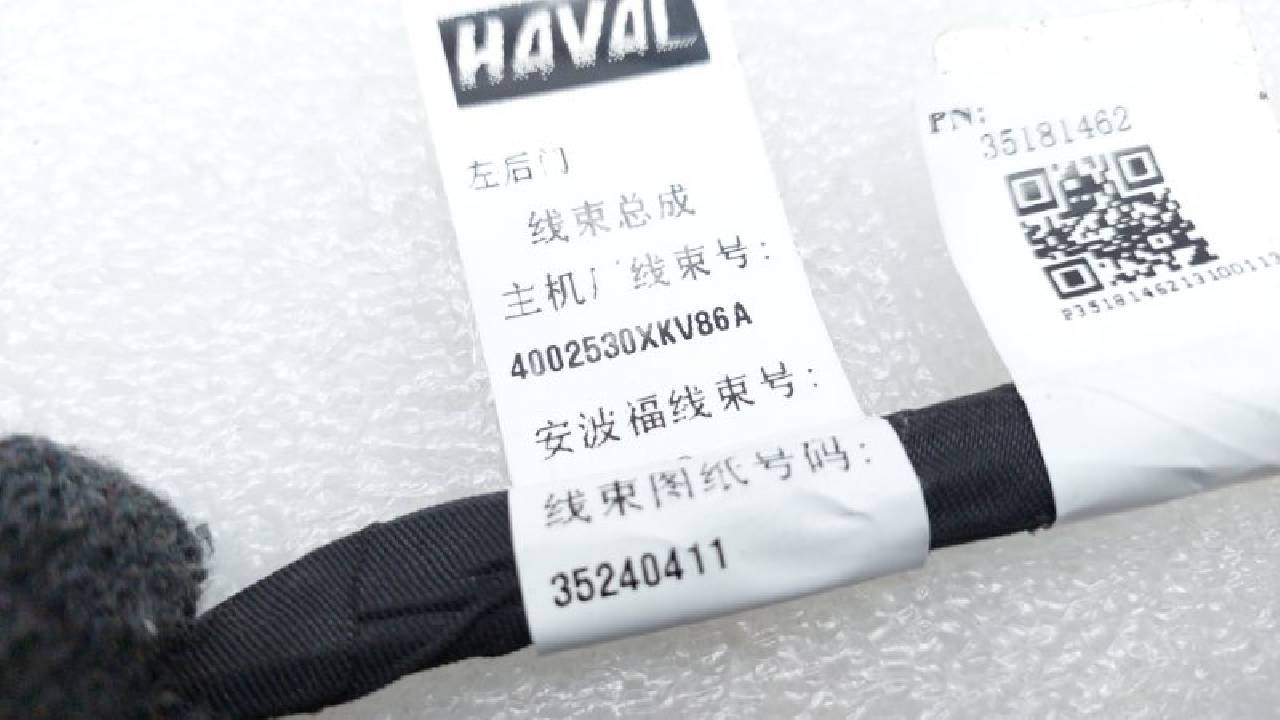 HAVAL
左后门
线束总成
主机厂线束号:
4002530XKV86A
安波福线束号:
线束图纸号码:
35240411
PN:
35181462
P35181462131D0113